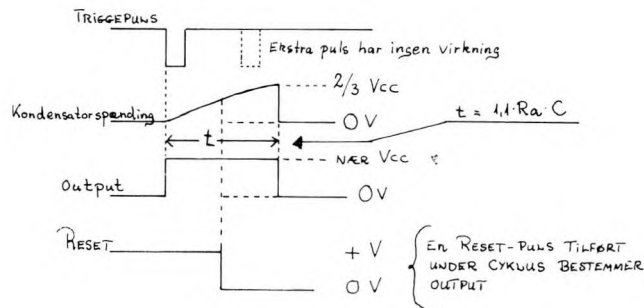 TRIGGEPULS
Ekstra puls har ingen virkning
2/3 Vcc
Kondensatorspænding
t = 1,1·Ra·C
0 V
t
NÆR Vcc
Output
0 V
RESET
+ V
0 V
EN RESET-PULS TILFØRT
UNDER CYKLUS BESTEMMER
OUTPUT